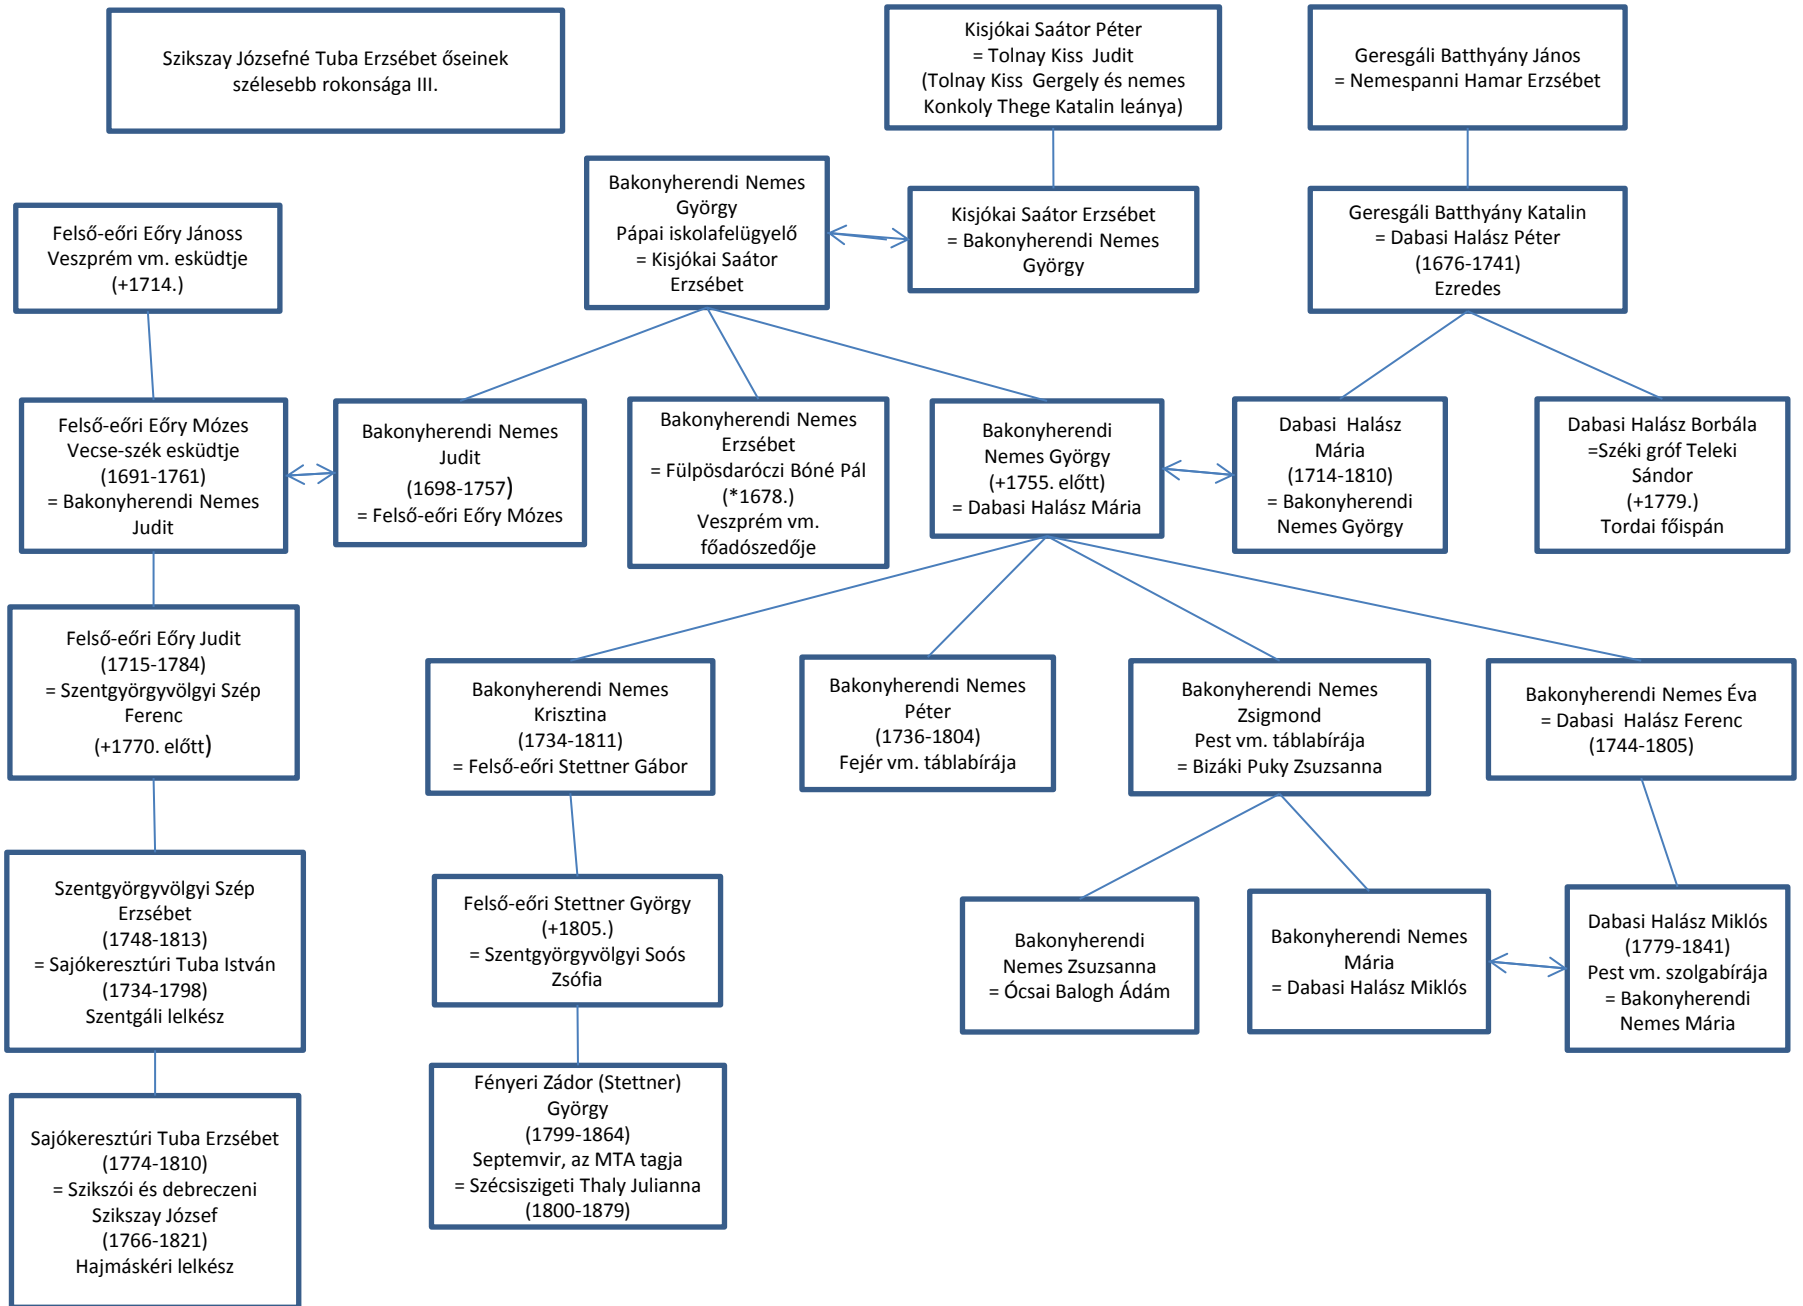 Szikszay Józsefné Tuba Erzsébet őseinek
szélesebb rokonsága III.
Kisjókai Saátor Péter
= Tolnay Kiss Judit
(Tolnay Kiss Gergely és nemes
Konkoly Thege Katalin leánya)
Geresgáli Batthyány János
= Nemespanni Hamar Erzsébet
Bakonyherendi Nemes
György
Pápai iskolafelügyelő
= Kisjókai Saátor
Erzsébet
Kisjókai Saátor Erzsébet
= Bakonyherendi Nemes
György
Geresgáli Batthyány Katalin
= Dabasi Halász Péter
(1676-1741)
Ezredes
Felső-eőri Eőry Jánoss
Veszprém vm. esküdtje
(+1714.)
Felső-eőri Eőry Mózes
Vecse-szék esküdtje
(1691-1761)
= Bakonyherendi Nemes
Judit
Bakonyherendi Nemes
Judit
(1698-1757)
= Felső-eőri Eőry Mózes
Bakonyherendi Nemes
Erzsébet
= Fülpösdaróczi Bóné Pál
(*1678.)
Veszprém vm.
főadószedője
Bakonyherendi
Nemes György
(+1755. előtt)
= Dabasi Halász Mária
Dabasi Halász
Mária
(1714-1810)
= Bakonyherendi
Nemes György
Dabasi Halász Borbála
=Széki gróf Teleki
Sándor
(+1779.)
Tordai főispán
Felső-eőri Eőry Judit
(1715-1784)
= Szentgyörgyvölgyi Szép
Ferenc
(+1770. előtt)
Bakonyherendi Nemes
Krisztina
(1734-1811)
= Felső-eőri Stettner Gábor
Bakonyherendi Nemes
Péter
(1736-1804)
Fejér vm. táblabírája
Bakonyherendi Nemes
Zsigmond
Pest vm. táblabírája
= Bizáki Puky Zsuzsanna
Bakonyherendi Nemes Éva
= Dabasi Halász Ferenc
(1744-1805)
Szentgyörgyvölgyi Szép
Erzsébet
(1748-1813)
= Sajókeresztúri Tuba István
(1734-1798)
Szentgáli lelkész
Felső-eőri Stettner György
(+1805.)
= Szentgyörgyvölgyi Soós
Zsófia
Bakonyherendi
Nemes Zsuzsanna
= Ócsai Balogh Ádám
Bakonyherendi Nemes
Mária
= Dabasi Halász Miklós
Dabasi Halász Miklós
(1779-1841)
Pest vm. szolgabírája
= Bakonyherendi
Nemes Mária
Sajókeresztúri Tuba Erzsébet
(1774-1810)
= Szikszói és debreczeni
Szikszay József
(1766-1821)
Hajmáskéri lelkész
Fényeri Zádor (Stettner)
György
(1799-1864)
Septemvir, az MTA tagja
= Szécsiszigeti Thaly Julianna
(1800-1879)